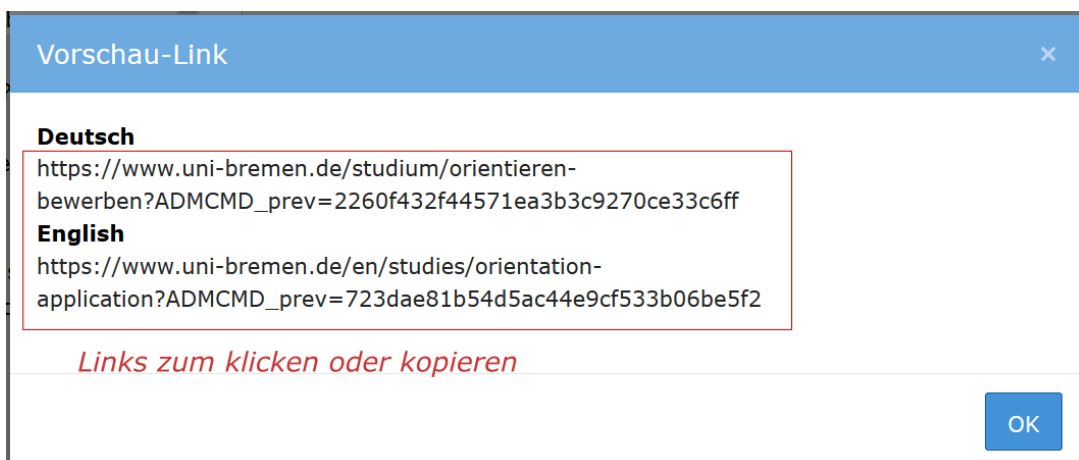 Vorschau-Link ×
Deutsch
https://www.uni-bremen.de/studium/orientieren-
bewerben?ADMCMD_prev=2260f432f44571ea3b3c9270ce33c6ff
English
https://www.uni-bremen.de/en/studies/orientation-
application?ADMCMD_prev=723dae81b54d5ac44e9cf533b06be5f2
Links zum klicken oder kopieren
OK